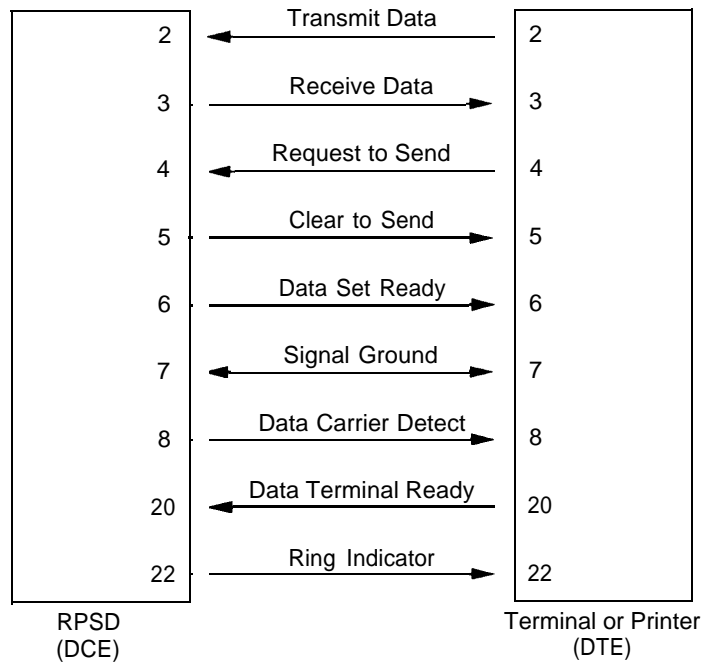 Transmit Data
2 2
Receive Data
3 3
Request to Send
4 4
Clear to Send
5 5
Data Set Ready
6 6
Signal Ground
7 7
Data Carrier Detect
8 8
Data Terminal Ready
20 20
Ring Indicator
22 22
RPSD
(DCE)
Terminal or Printer
(DTE)